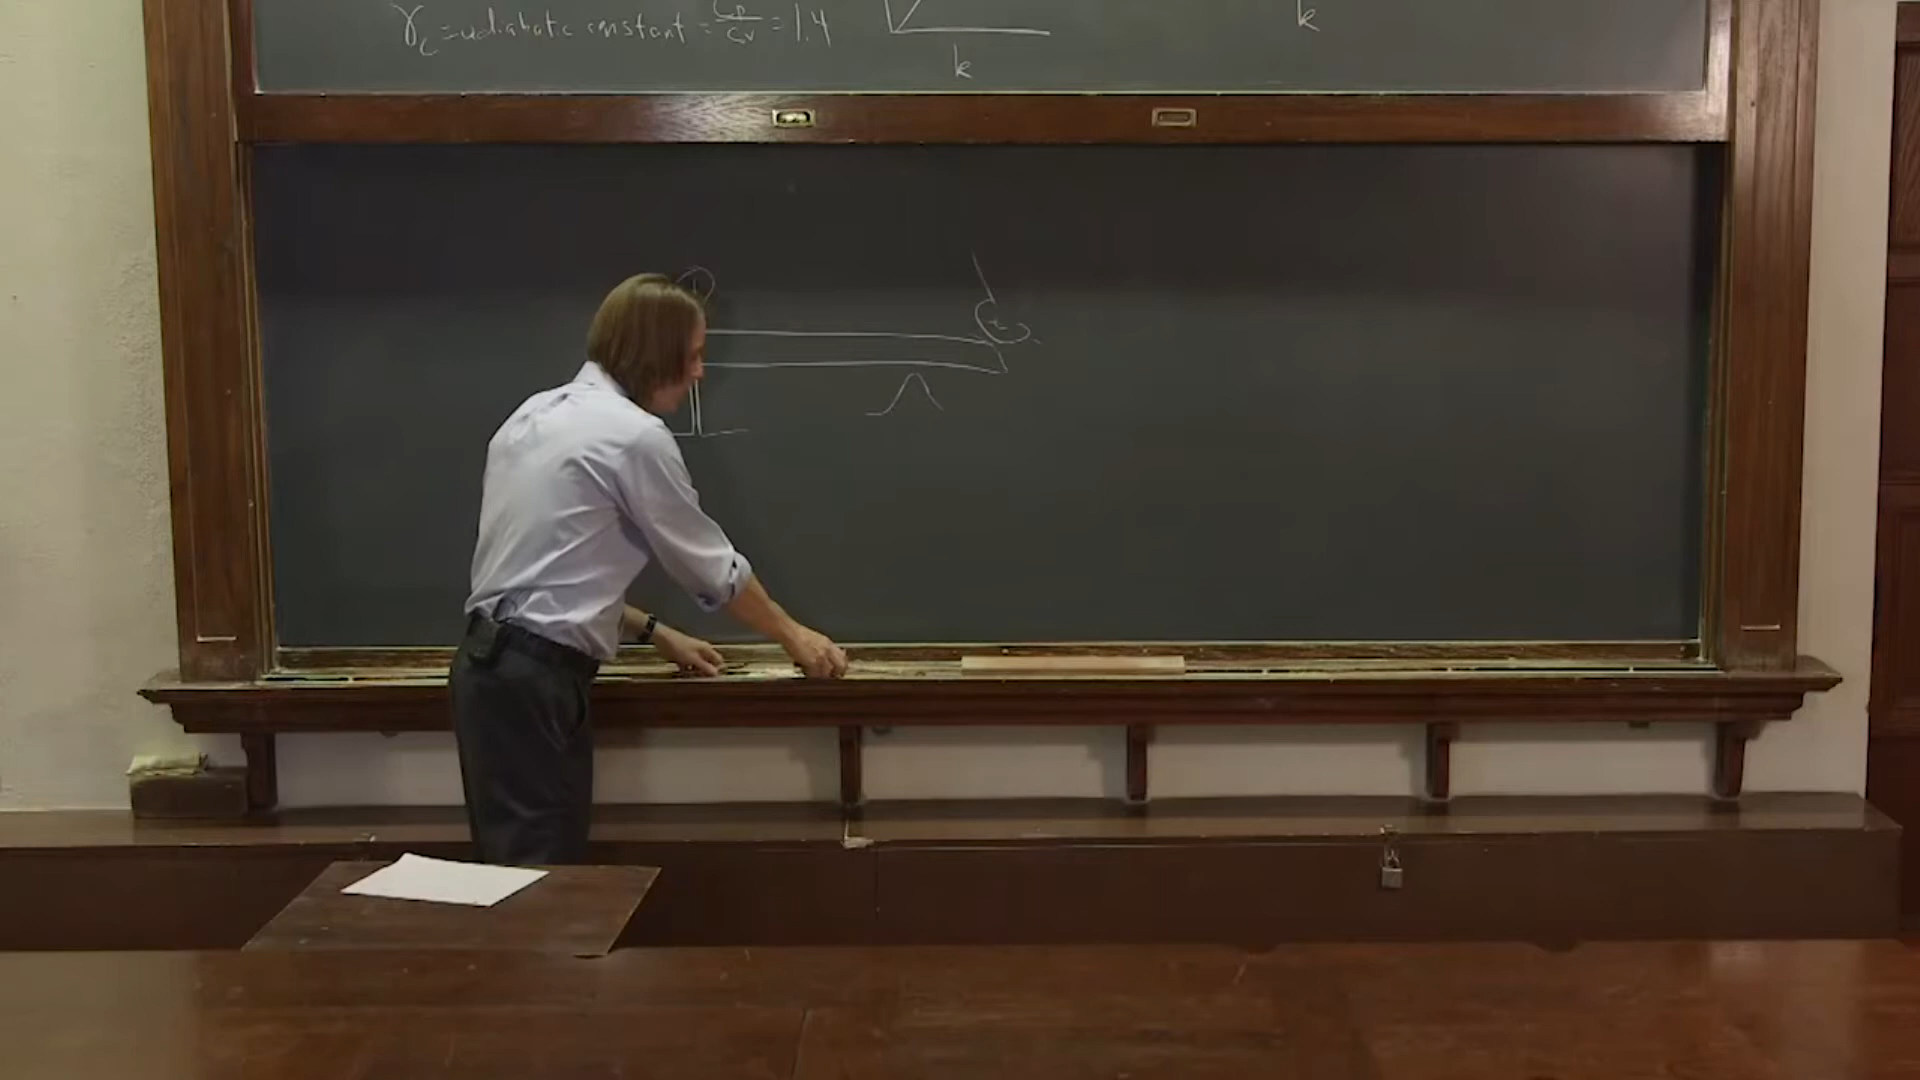 γc = adiabatic constant = Cp/Cv = 1.4
k
k